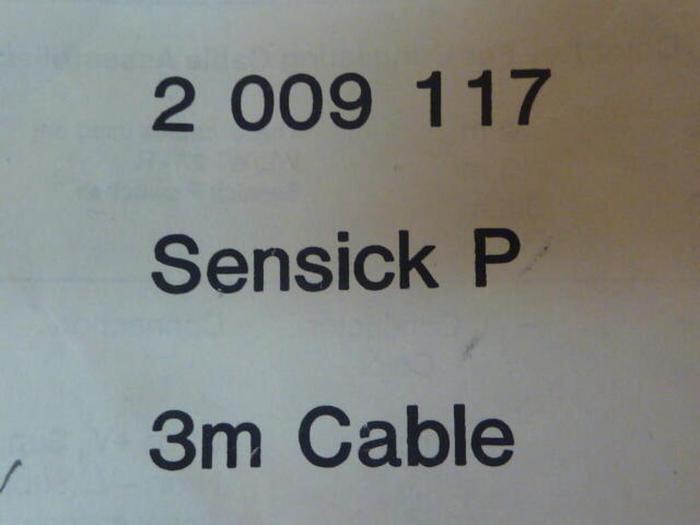 2 009 117
Sensick P
3m Cable